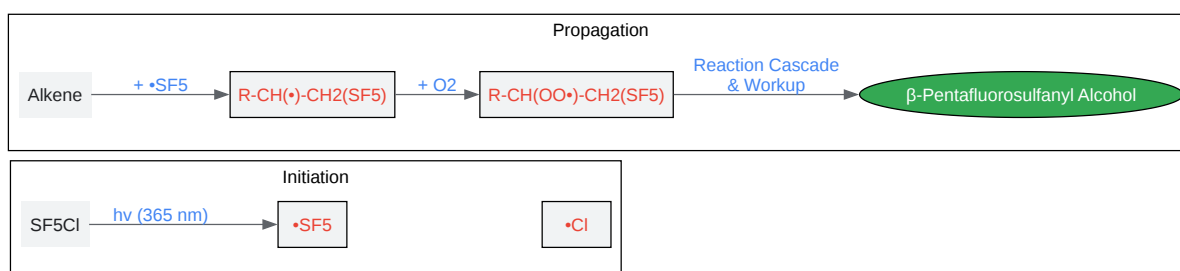 Propagation
Alkene
+ •SF5
R-CH(•)-CH2(SF5)
+ O2
R-CH(OO•)-CH2(SF5)
Reaction Cascade
& Workup
β-Pentafluorosulfanyl Alcohol
Initiation
SF5Cl
hv (365 nm)
•SF5
•Cl